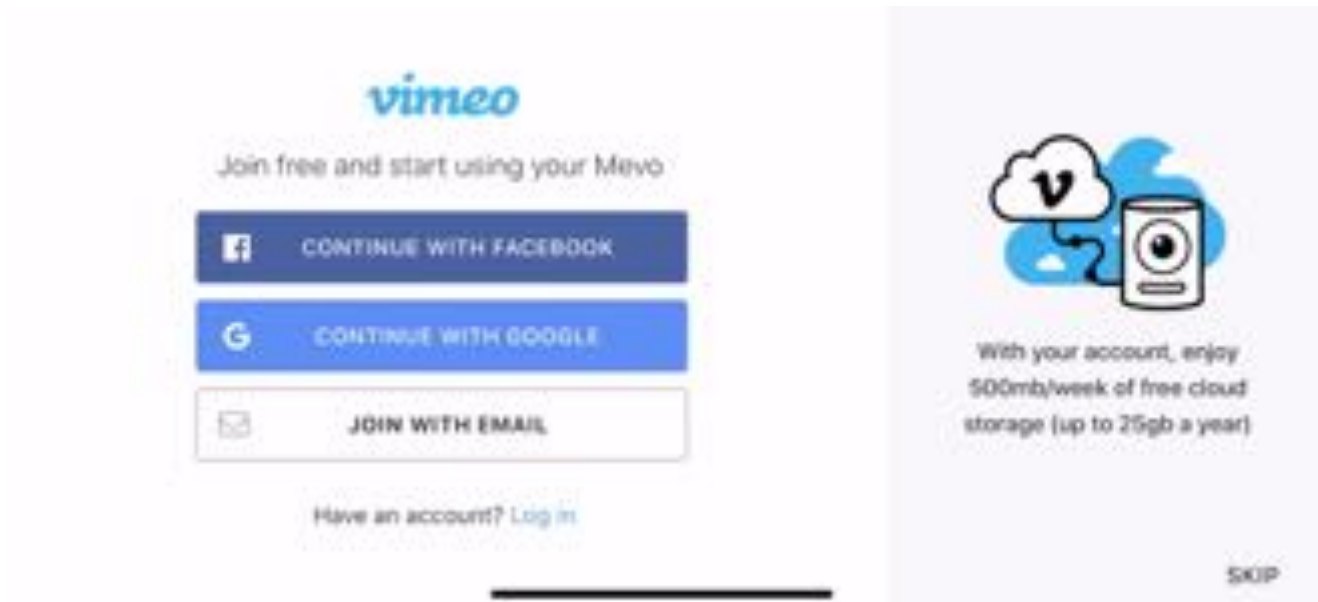 vimeo
Join free and start using your Mevo
CONTINUE WITH FACEBOOK
CONTINUE WITH GOOGLE
JOIN WITH EMAIL
Have an account? Log in
With your account, enjoy
500mb/week of free cloud
storage (up to 25gb a year)
SKIP